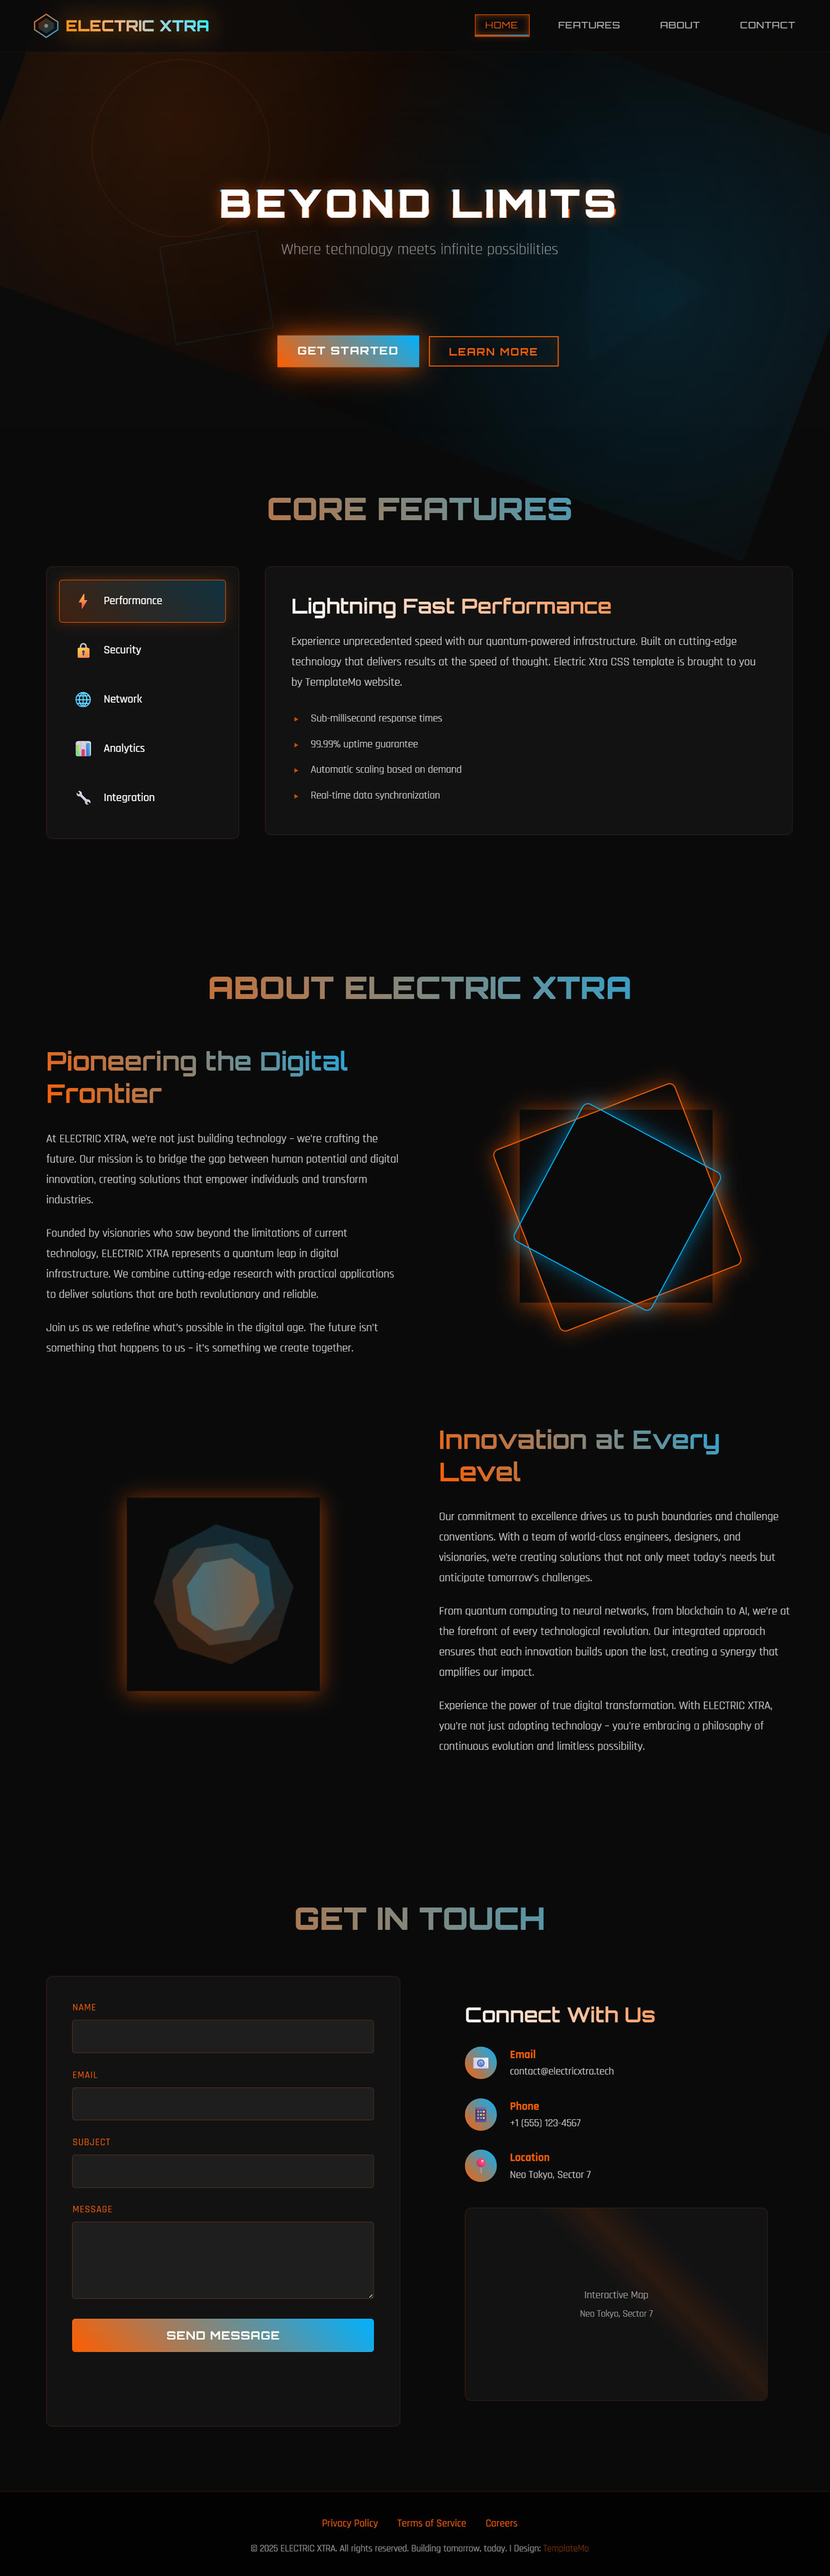 ELECTRIC XTRA
HOME
FEATURES
ABOUT
CONTACT
BEYOND LIMITS
Where technology meets infinite possibilities
GET STARTED
LEARN MORE
CORE FEATURES
Performance
Security
Network
Analytics
Integration
Lightning Fast Performance
Experience unprecedented speed with our quantum-powered infrastructure. Built on cutting-edge
technology that delivers results at the speed of thought. Electric Xtra CSS template is brought to you
by TemplateMo website.
Sub-millisecond response times
99.99% uptime guarantee
Automatic scaling based on demand
Real-time data synchronization
ABOUT ELECTRIC XTRA
Pioneering the Digital
Frontier
At ELECTRIC XTRA, we're not just building technology – we're crafting the
future. Our mission is to bridge the gap between human potential and digital
innovation, creating solutions that empower individuals and transform
industries.
Founded by visionaries who saw beyond the limitations of current
technology, ELECTRIC XTRA represents a quantum leap in digital
infrastructure. We combine cutting-edge research with practical applications
to deliver solutions that are both revolutionary and reliable.
Join us as we redefine what's possible in the digital age. The future isn't
something that happens to us – it's something we create together.
Innovation at Every
Level
Our commitment to excellence drives us to push boundaries and challenge
conventions. With a team of world-class engineers, designers, and
visionaries, we're creating solutions that not only meet today's needs but
anticipate tomorrow's challenges.
From quantum computing to neural networks, from blockchain to AI, we're at
the forefront of every technological revolution. Our integrated approach
ensures that each innovation builds upon the last, creating a synergy that
amplifies our impact.
Experience the power of true digital transformation. With ELECTRIC XTRA,
you're not just adopting technology – you're embracing a philosophy of
continuous evolution and limitless possibility.
GET IN TOUCH
NAME
EMAIL
SUBJECT
MESSAGE
SEND MESSAGE
Connect With Us
Email
contact@electricxtra.tech
Phone
+1 (555) 123-4567
Location
Neo Tokyo, Sector 7
Interactive Map
Neo Tokyo, Sector 7
Privacy Policy
Terms of Service
Careers
© 2025 ELECTRIC XTRA. All rights reserved. Building tomorrow, today. | Design: TemplateMo